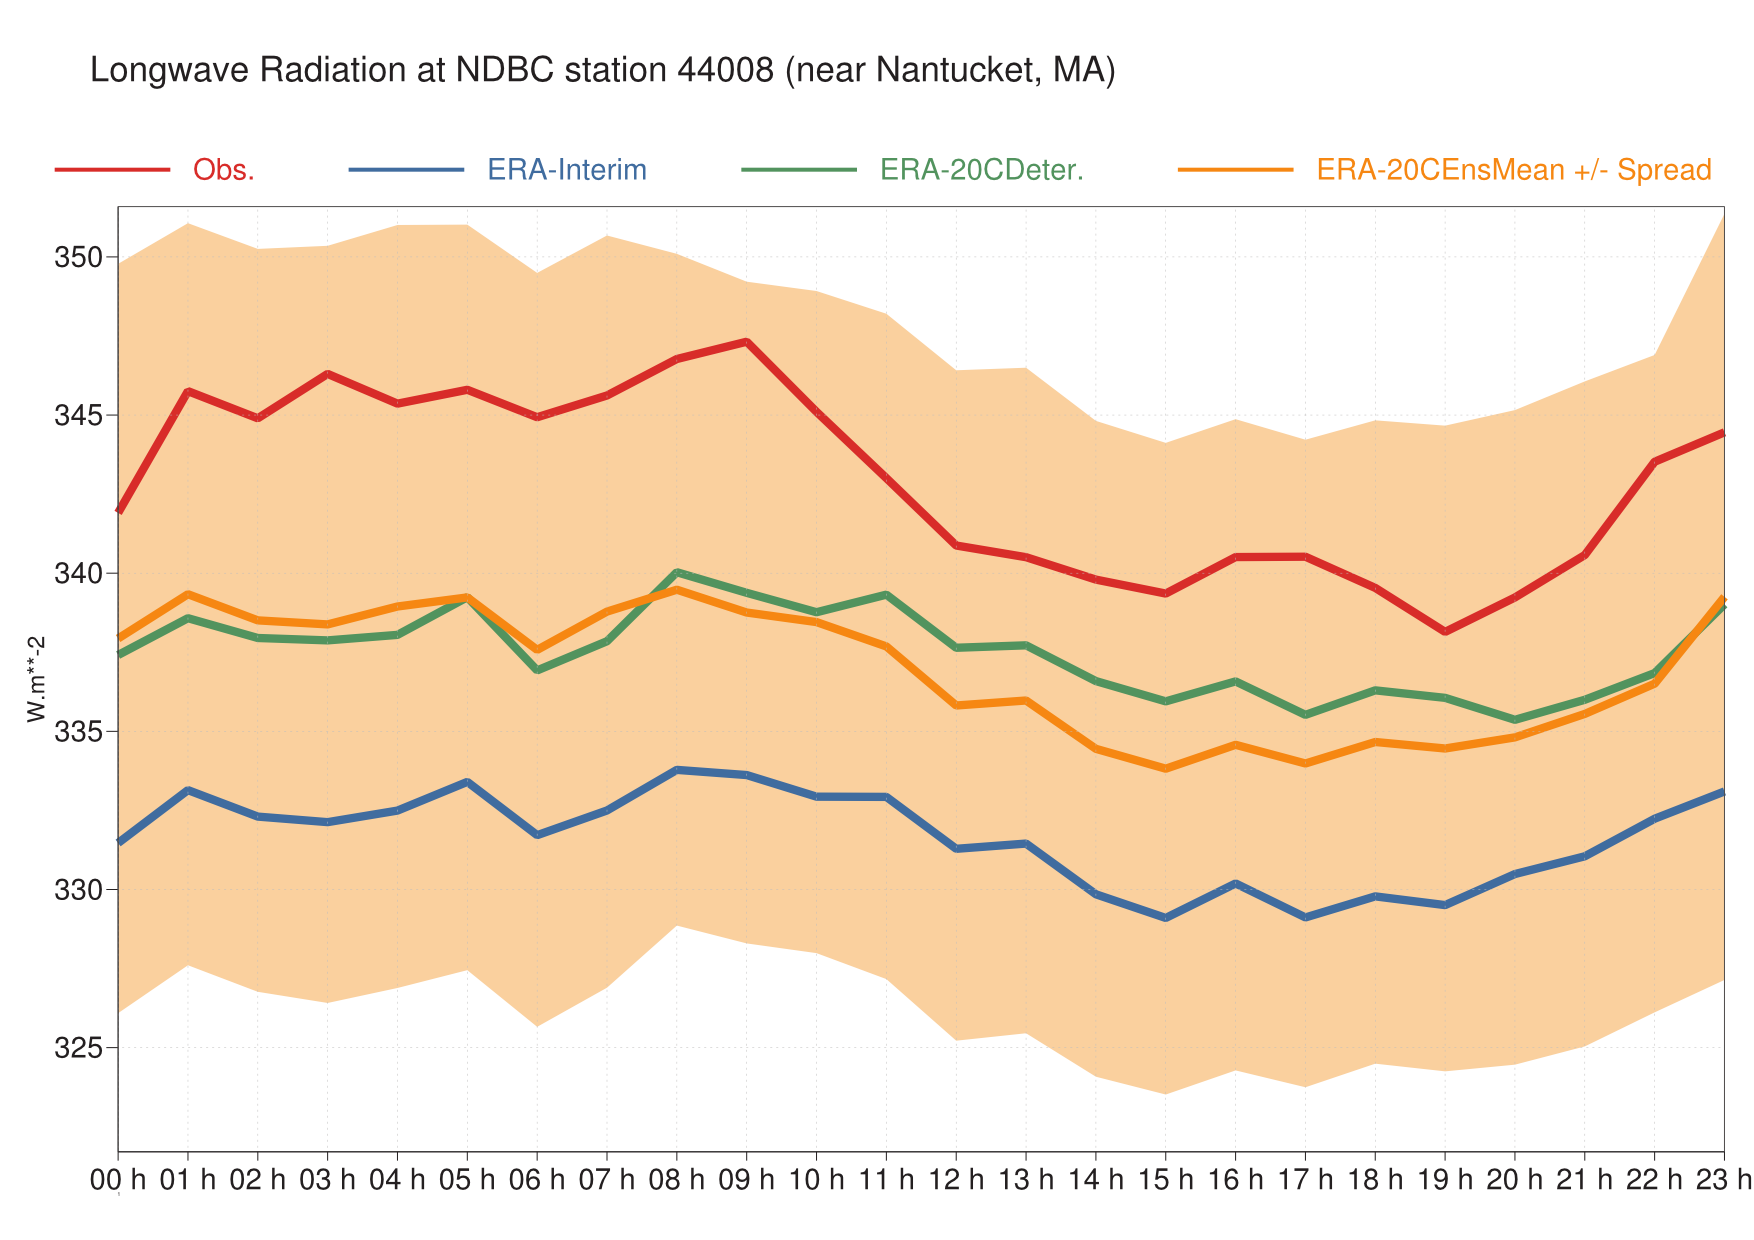 Longwave Radiation at NDBC station 44008 (near Nantucket, MA)
Obs. ERA-Interim ERA-20CDeter. ERA-20CEnsMean +/- Spread
350
345
340
335
330
325
W.m**-2
00 h 01 h 02 h 03 h 04 h 05 h 06 h 07 h 08 h 09 h 10 h 11 h 12 h 13 h 14 h 15 h 16 h 17 h 18 h 19 h 20 h 21 h 22 h 23 h